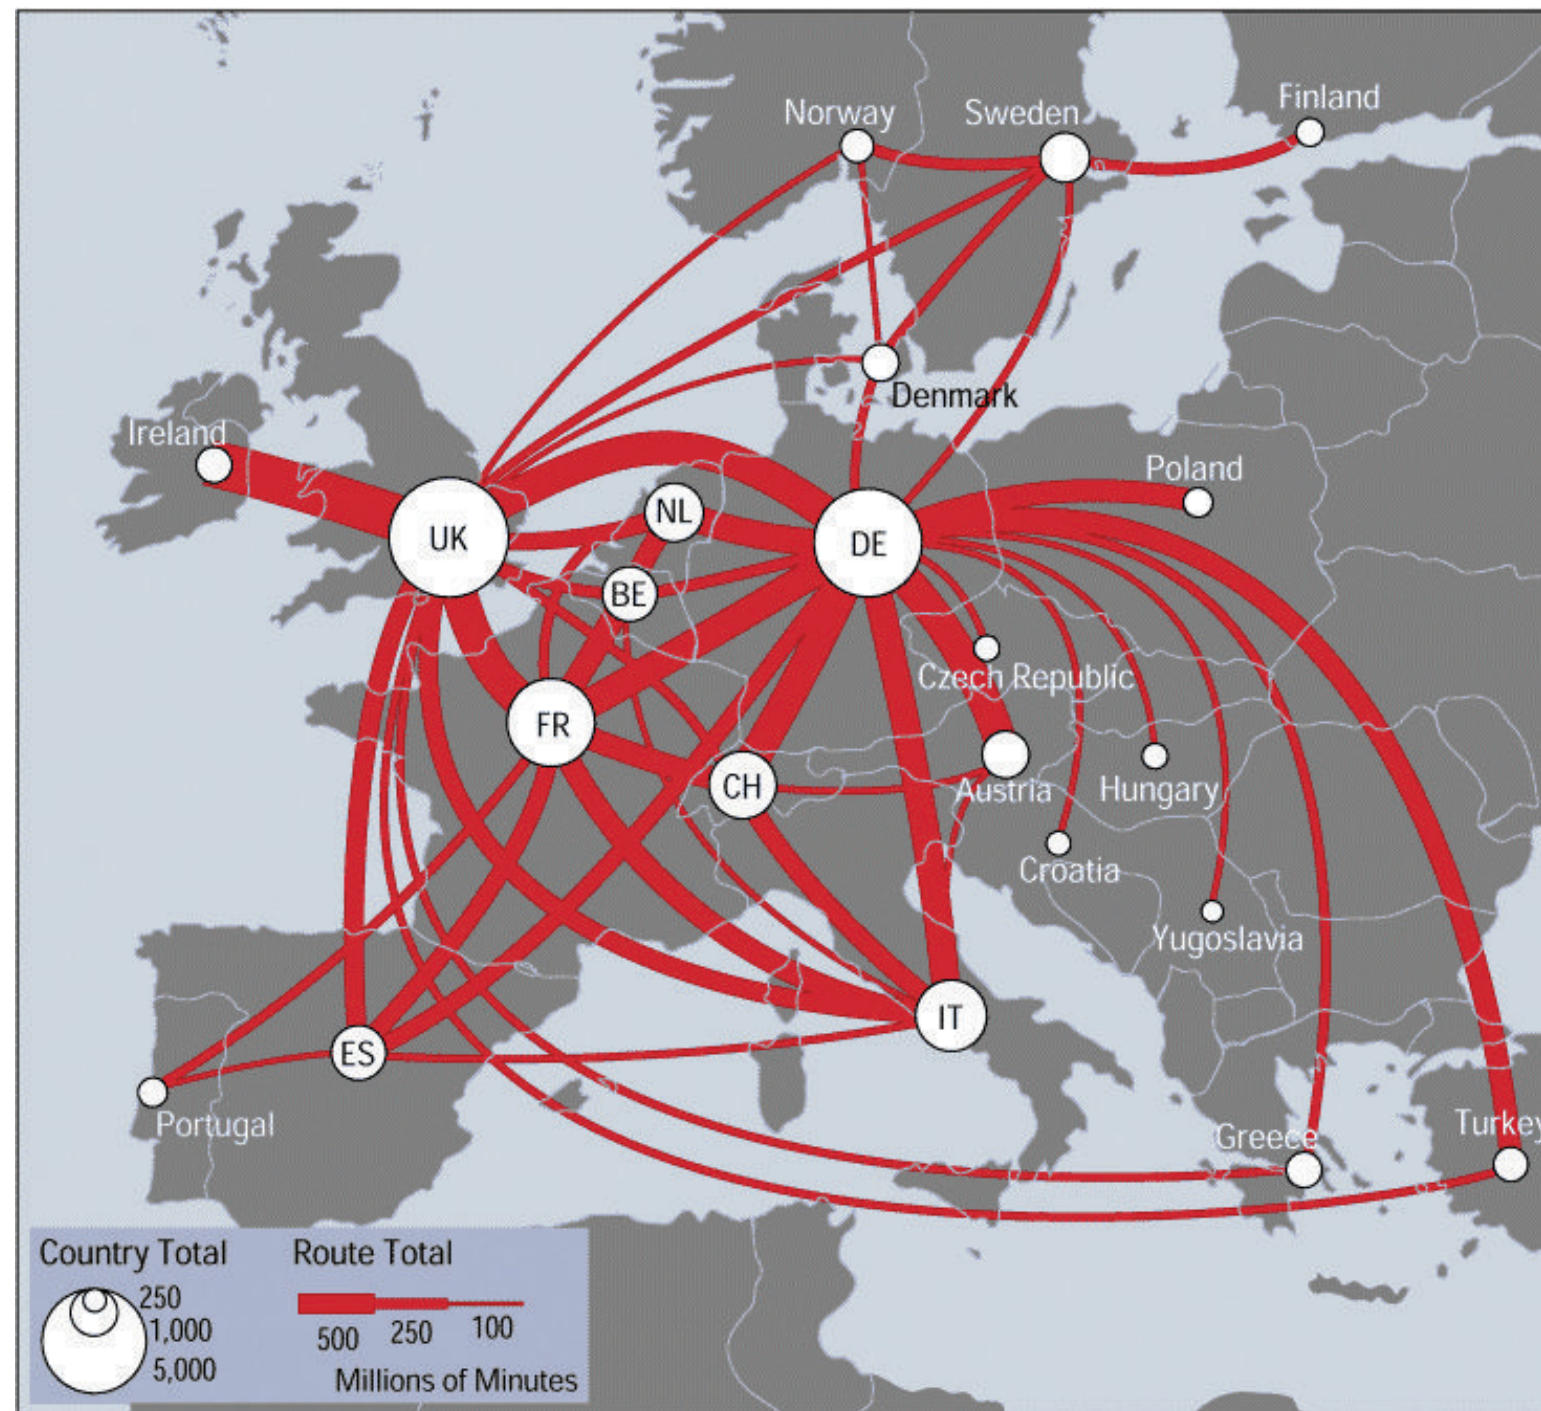 Norway
Sweden
Finland
Ireland
Denmark
Poland
UK
NL
DE
BE
Czech Republic
FR
CH
Austria
Hungary
Croatia
Yugoslavia
IT
ES
Portugal
Greece
Turkey
Country Total
250
1,000
5,000
Route Total
500 250 100
Millions of Minutes